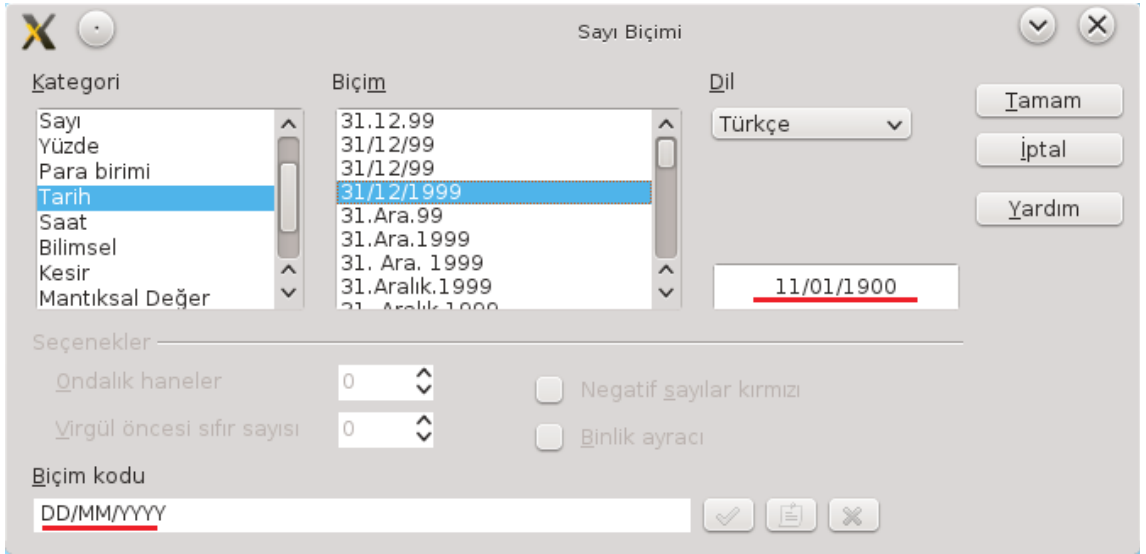 Sayı Biçimi
Kategori
Sayı
Yüzde
Para birimi
Tarih
Saat
Bilimsel
Kesir
Mantıksal Değer
Biçim
31.12.99
31/12/99
31/12/99
31/12/1999
31.Ara.99
31.Ara.1999
31. Ara. 1999
31.Aralık.1999
31. Aralık 1999
Dil
Türkçe
11/01/1900
Tamam
İptal
Yardım
Seçenekler
Ondalık haneler
0
Virgül öncesi sıfır sayısı
0
Negatif sayılar kırmızı
Binlik ayracı
Biçim kodu
DD/MM/YYYY